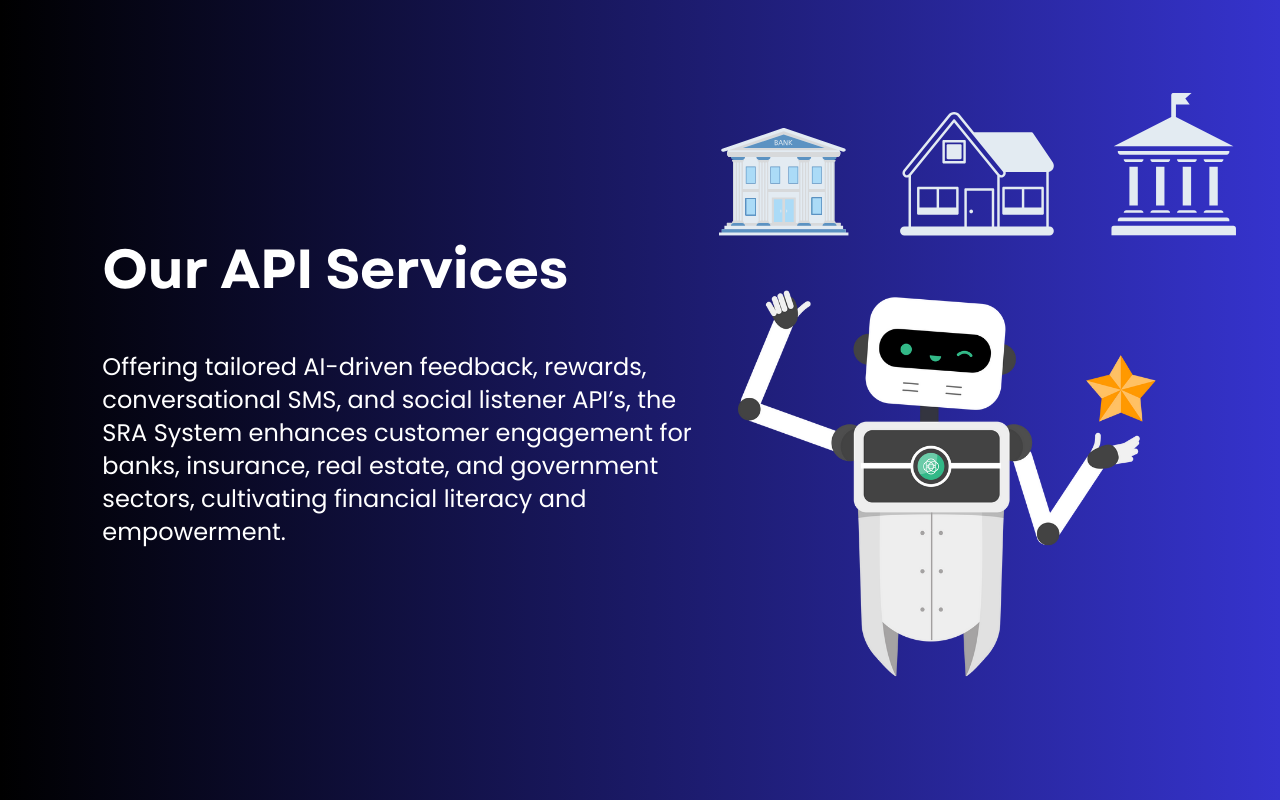 BANK
Our API Services
Offering tailored AI-driven feedback, rewards,
conversational SMS, and social listener API’s, the
SRA System enhances customer engagement for
banks, insurance, real estate, and government
sectors, cultivating financial literacy and
empowerment.